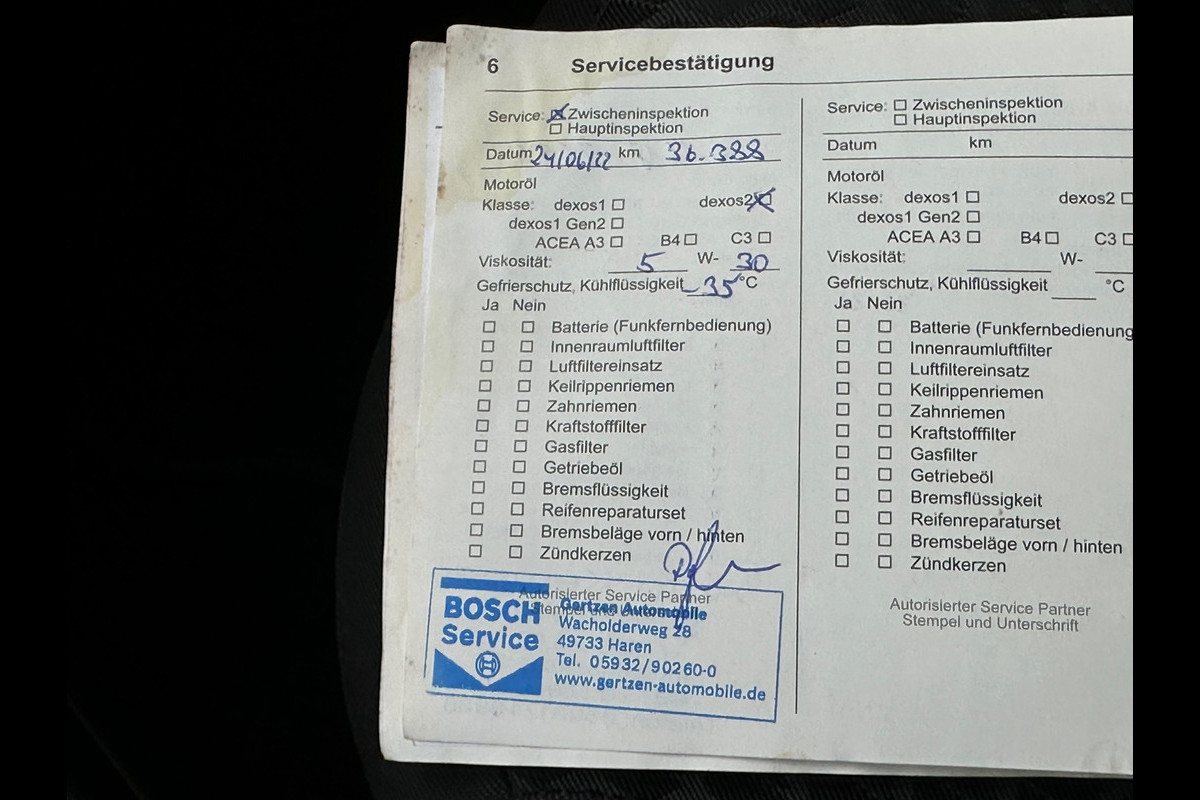 6 Servicebestätigung
Service: Zwischeninspektion
Hauptinspektion
Datum 24/06/22 km 36.388
Motoröl
Klasse: dexos1 dexos2
dexos1 Gen2
ACEA A3 B4 C3
Viskosität: 5 W- 30
Gefrierschutz, Kühlflüssigkeit -35 °C
Ja Nein
Batterie (Funkfernbedienung)
Innenraumluftfilter
Luftfiltereinsatz
Keilrippenriemen
Zahnriemen
Kraftstofffilter
Gasfilter
Getriebeöl
Bremsflüssigkeit
Reifenreparaturset
Bremsbeläge vorn / hinten
Zündkerzen
Autorisierter Service Partner
Stempel und
BOSCH
Service
Gertzen Automobile
Wacholderweg 28
49733 Haren
Tel. 05932/90260-0
www.gertzen-automobile.de
Service: Zwischeninspektion
Hauptinspektion
Datum km
Motoröl
Klasse: dexos1 dexos2
dexos1 Gen2
ACEA A3 B4 C3
Viskosität: W-
Gefrierschutz, Kühlflüssigkeit °C
Ja Nein
Batterie (Funkfernbedienung
Innenraumluftfilter
Luftfiltereinsatz
Keilrippenriemen
Zahnriemen
Kraftstofffilter
Gasfilter
Getriebeöl
Bremsflüssigkeit
Reifenreparaturset
Bremsbeläge vorn / hinten
Zündkerzen
Autorisierter Service Partner
Stempel und Unterschrift